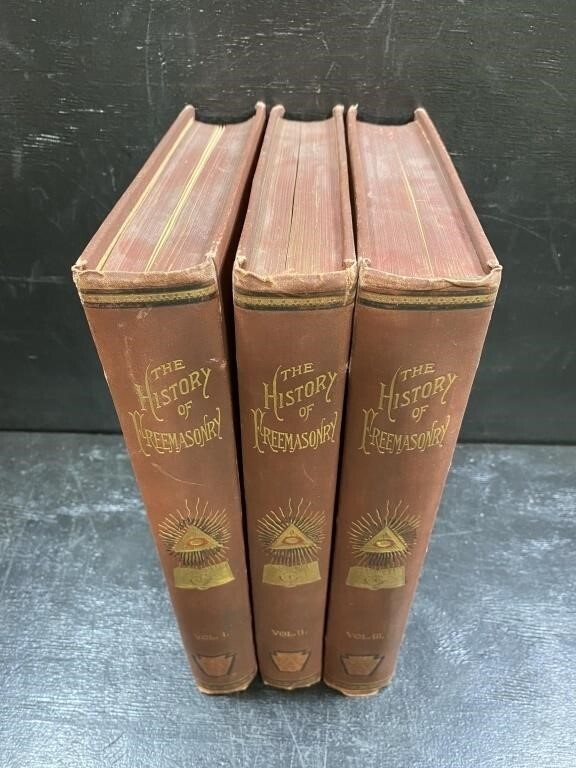 THE
HISTORY
OF
FREEMASONRY
VOL. I.
THE
HISTORY
OF
FREEMASONRY
VOL. II.
THE
HISTORY
OF
FREEMASONRY
VOL. III.